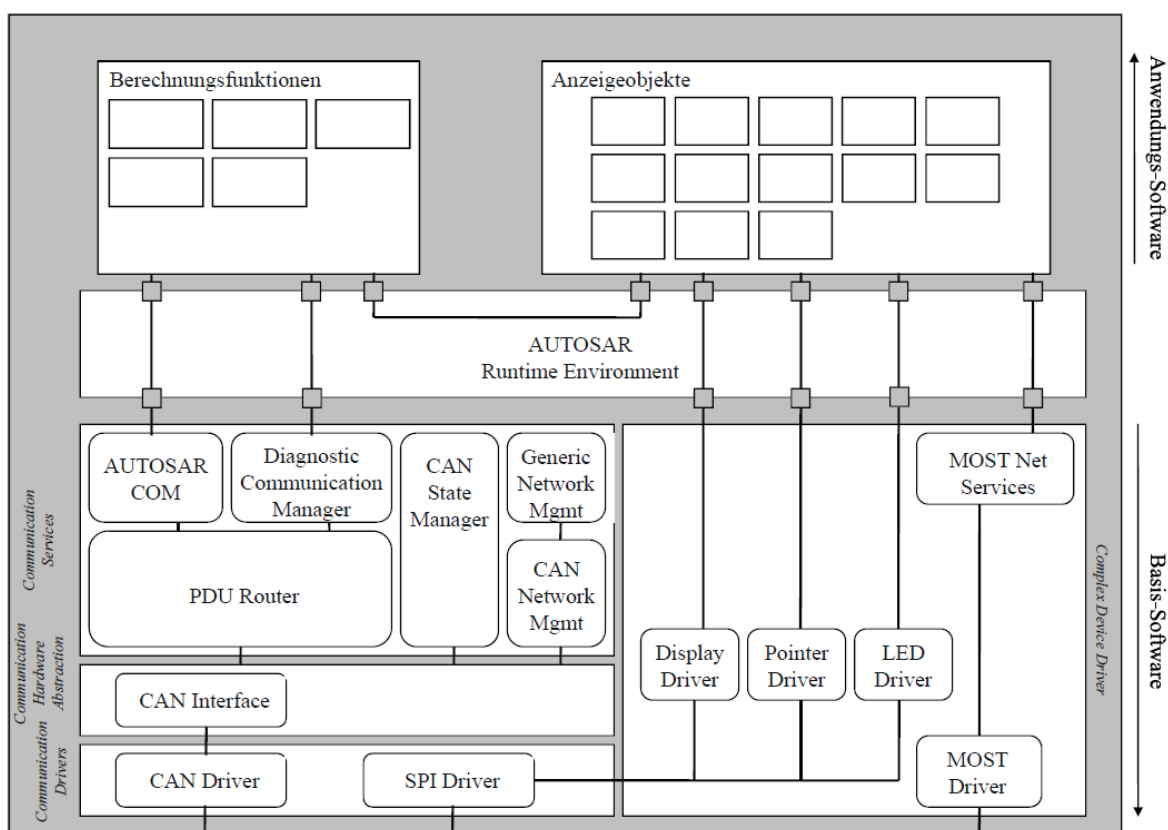 Berechnungsfunktionen
Anzeigeobjekte
Anwendungs-Software
AUTOSAR
Runtime Environment
AUTOSAR
COM
Diagnostic
Communication
Manager
CAN
State
Manager
Generic
Network
Mgmt
MOST Net
Services
Communication
Services
PDU Router
CAN
Network
Mgmt
Complex Device Driver
Basis-Software
Display
Driver
Pointer
Driver
LED
Driver
Communication
Hardware
Abstraction
CAN Interface
Communication
Drivers
CAN Driver
SPI Driver
MOST
Driver